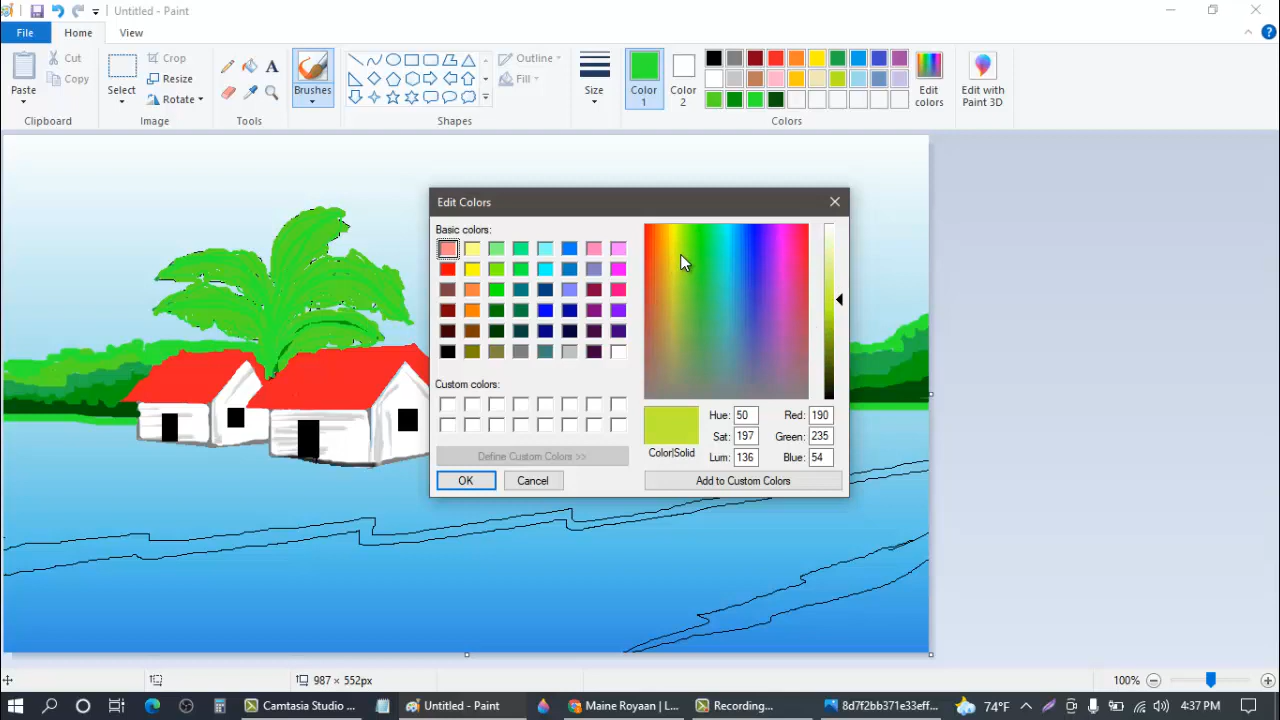 Untitled - Paint
File Home View
Paste
Cut
Copy
Clipboard
Select
Crop
Resize
Rotate
Image
A
Tools
Brushes
Shapes
Outline
Fill
Size
Color 1
Color 2
Colors
Edit colors
Edit with Paint 3D
Edit Colors
Basic colors:
Custom colors:
Define Custom Colors >>
OK Cancel
Color|Solid
Hue: 50 Red: 190
Sat: 197 Green: 235
Lum: 136 Blue: 54
Add to Custom Colors
987 × 552px
100%
Camtasia Studio ... Untitled - Paint Maine Royaan | L... Recording... 8d7f2bb371e33eff... 74°F 4:37 PM